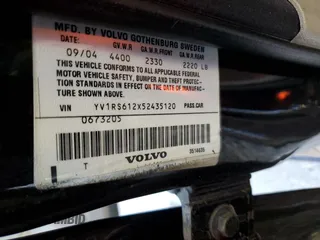 MFD. BY VOLVO GOTHENBURG SWEDEN
DATE: GV.W.R GA.W.R.FRONT GA.W.R REAR
09/04 4400 2330 2220 LB
THIS VEHICLE CONFORMS TO ALL APPLICABLE FEDERAL
MOTOR VEHICLE SAFETY, BUMPER, AND THEFT PREVENTION
STANDARDS IN EFFECT ON THE DATE OF MANUFAC-
TURE SHOWN ABOVE.
VIN YV1RS612X52435120 PASS.CAR
0673205
T VOLVO